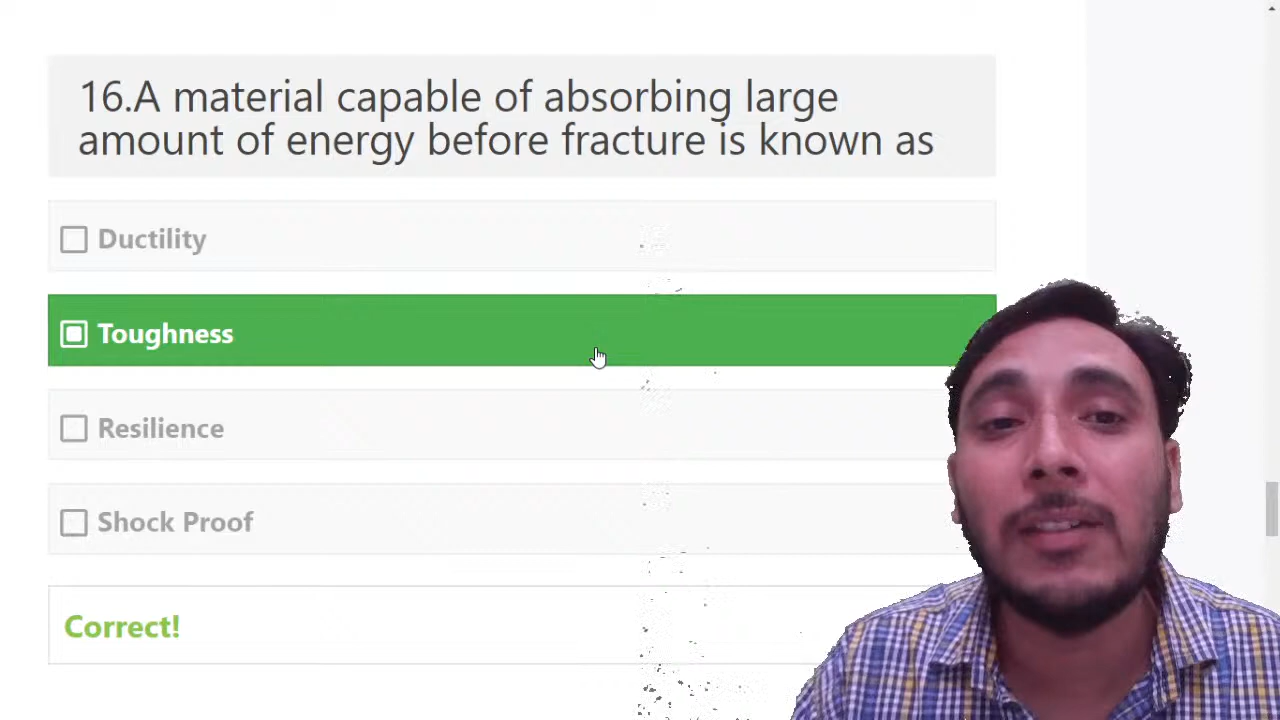 16.A material capable of absorbing large
amount of energy before fracture is known as
Ductility
Toughness
Resilience
Shock Proof
Correct!